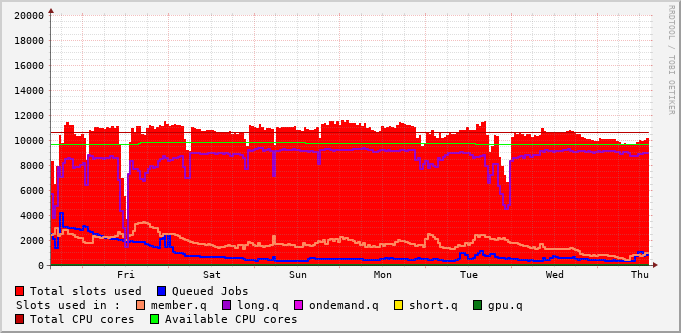 20000
18000
16000
14000
12000
10000
8000
6000
4000
2000
0
Fri Sat Sun Mon Tue Wed Thu
Total slots used Queued Jobs
Slots used in : member.q long.q ondemand.q short.q gpu.q
Total CPU cores Available CPU cores
RRDTOOL / TOBI OETIKER